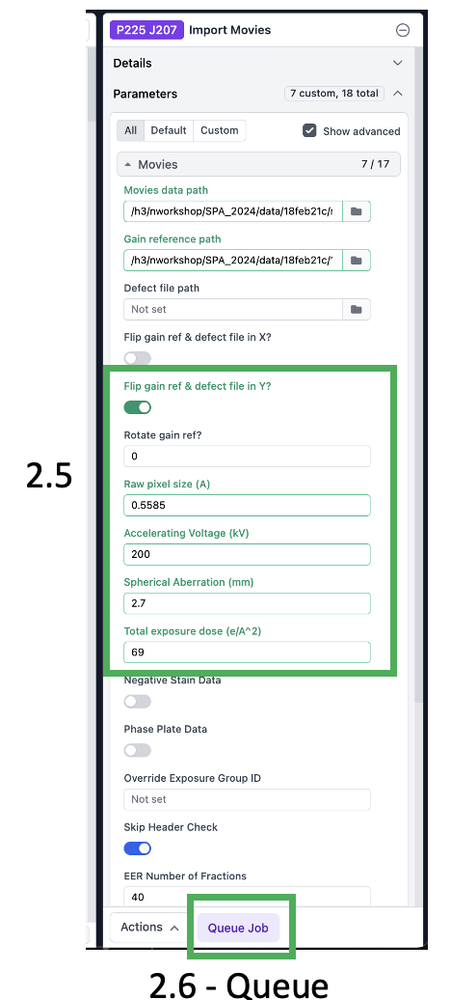 P225 J207 Import Movies
Details
Parameters 7 custom, 18 total
All Default Custom Show advanced
Movies 7 / 17
Movies data path
/h3/nworkshop/SPA_2024/data/18feb21c/
Gain reference path
/h3/nworkshop/SPA_2024/data/18feb21c/
Defect file path
Not set
Flip gain ref & defect file in X?
Flip gain ref & defect file in Y?
Rotate gain ref?
0
2.5
Raw pixel size (A)
0.5585
Accelerating Voltage (kV)
200
Spherical Aberration (mm)
2.7
Total exposure dose (e/A^2)
69
Negative Stain Data
Phase Plate Data
Override Exposure Group ID
Not set
Skip Header Check
EER Number of Fractions
40
Actions Queue Job
2.6 - Queue